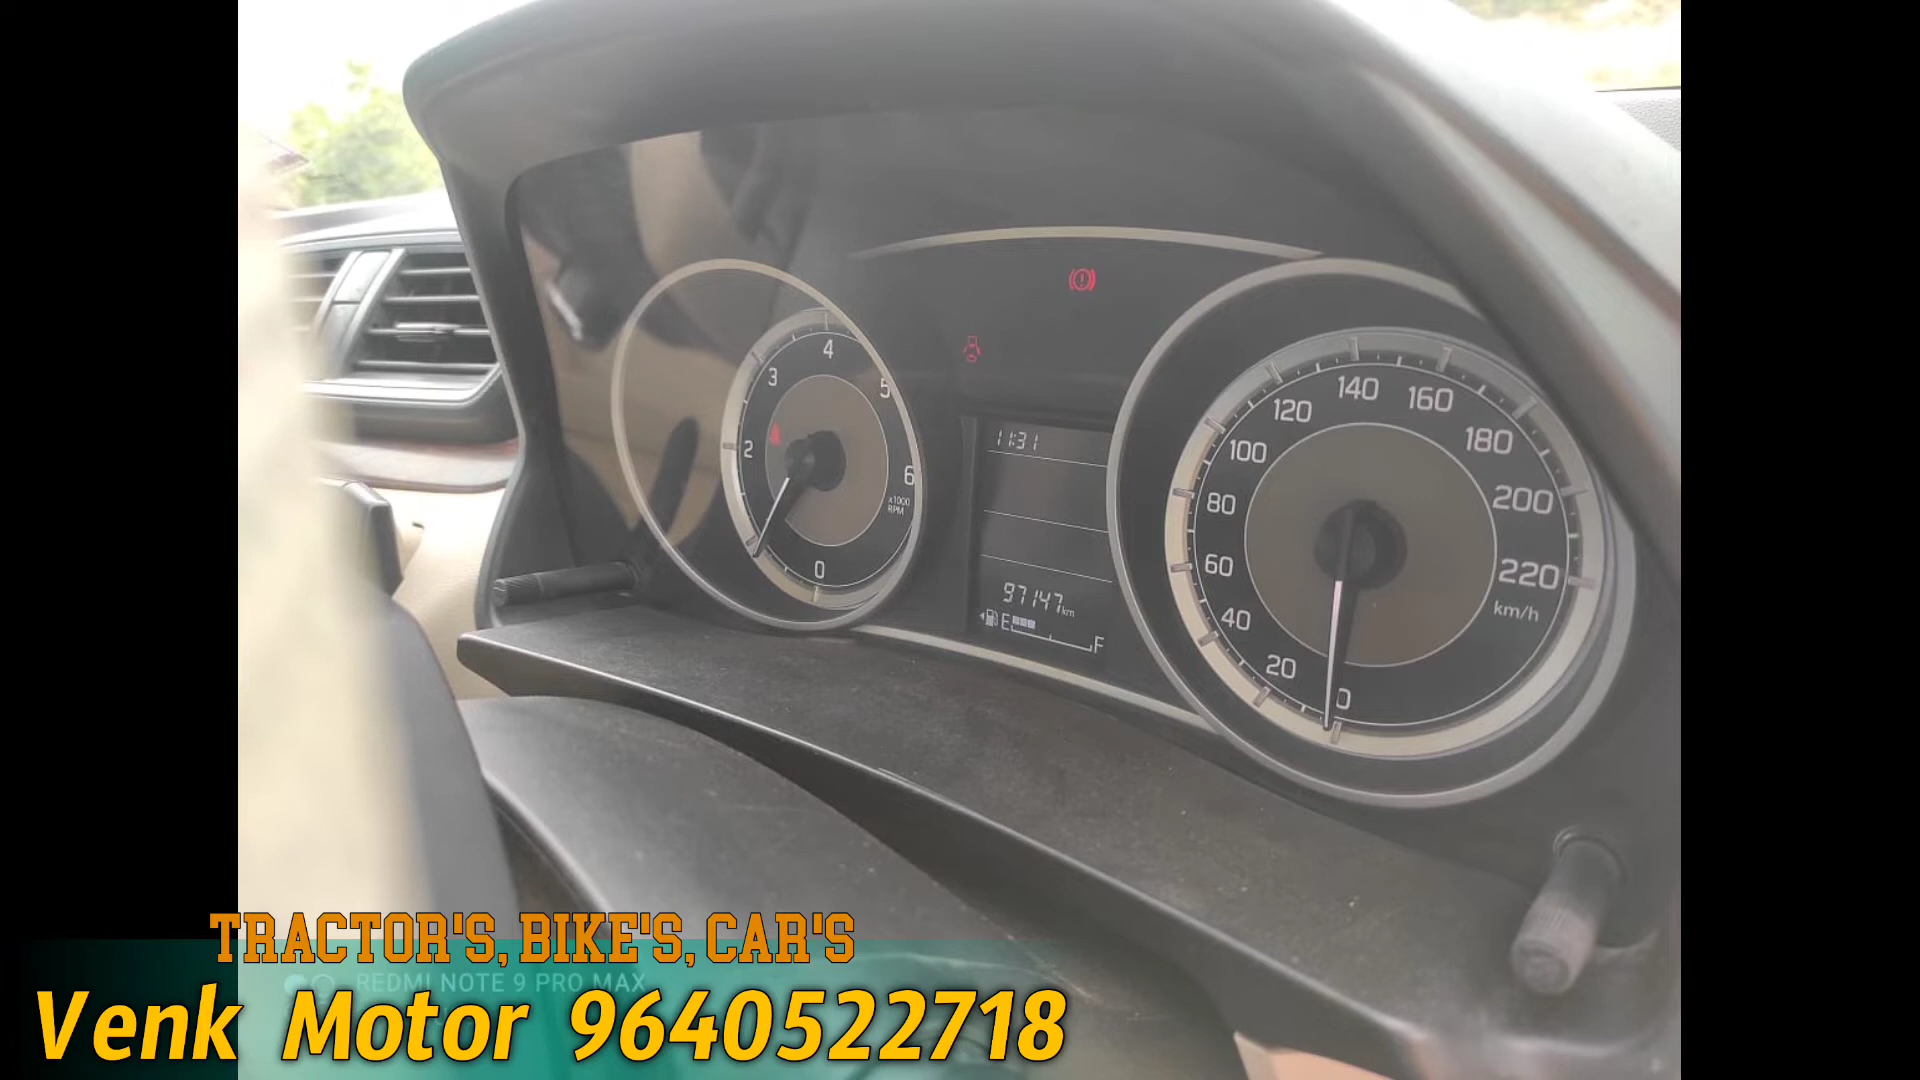 4
3
5
2
6
x1000
RPM
0
11:31
97147km
E F
140
120 160
100 180
80 200
60 220
40 km/h
20
0
TRACTOR'S, BIKE'S, CAR'S
REDMI NOTE 9 PRO MAX
Venk Motor 9640522718